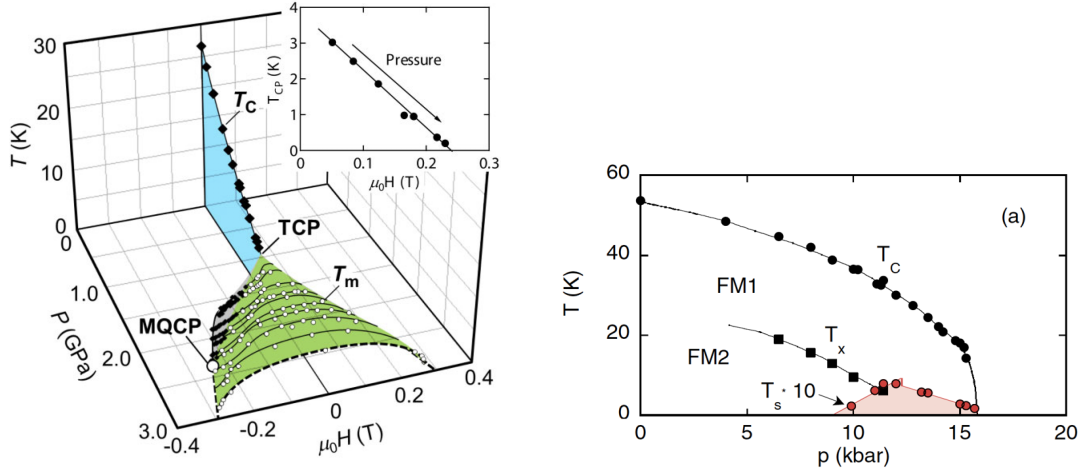 30
20
10
0
T (K)
T_C
TCP
T_m
MQCP
0
1.0
2.0
3.0
P (GPa)
-0.4
-0.2
0
0.2
0.4
μ₀H (T)
4
3
2
1
0
T_CP (K)
Pressure
0
0.1
0.2
0.3
μ₀H (T)
60
40
20
0
T (K)
(a)
T_C
FM1
T_x
FM2
T_s · 10
0
5
10
15
20
p (kbar)